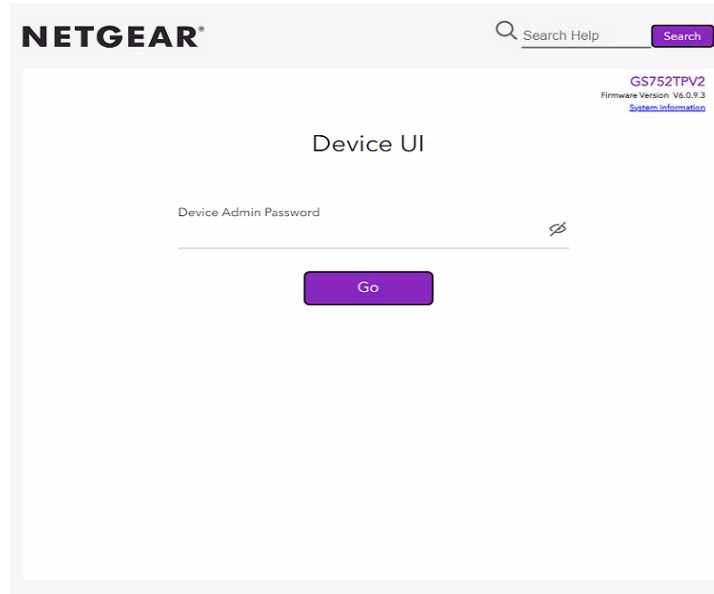 NETGEAR®
Search Help
Search
GS752TPV2
Firmware Version V6.0.9.3
System Information
Device UI
Device Admin Password
Go